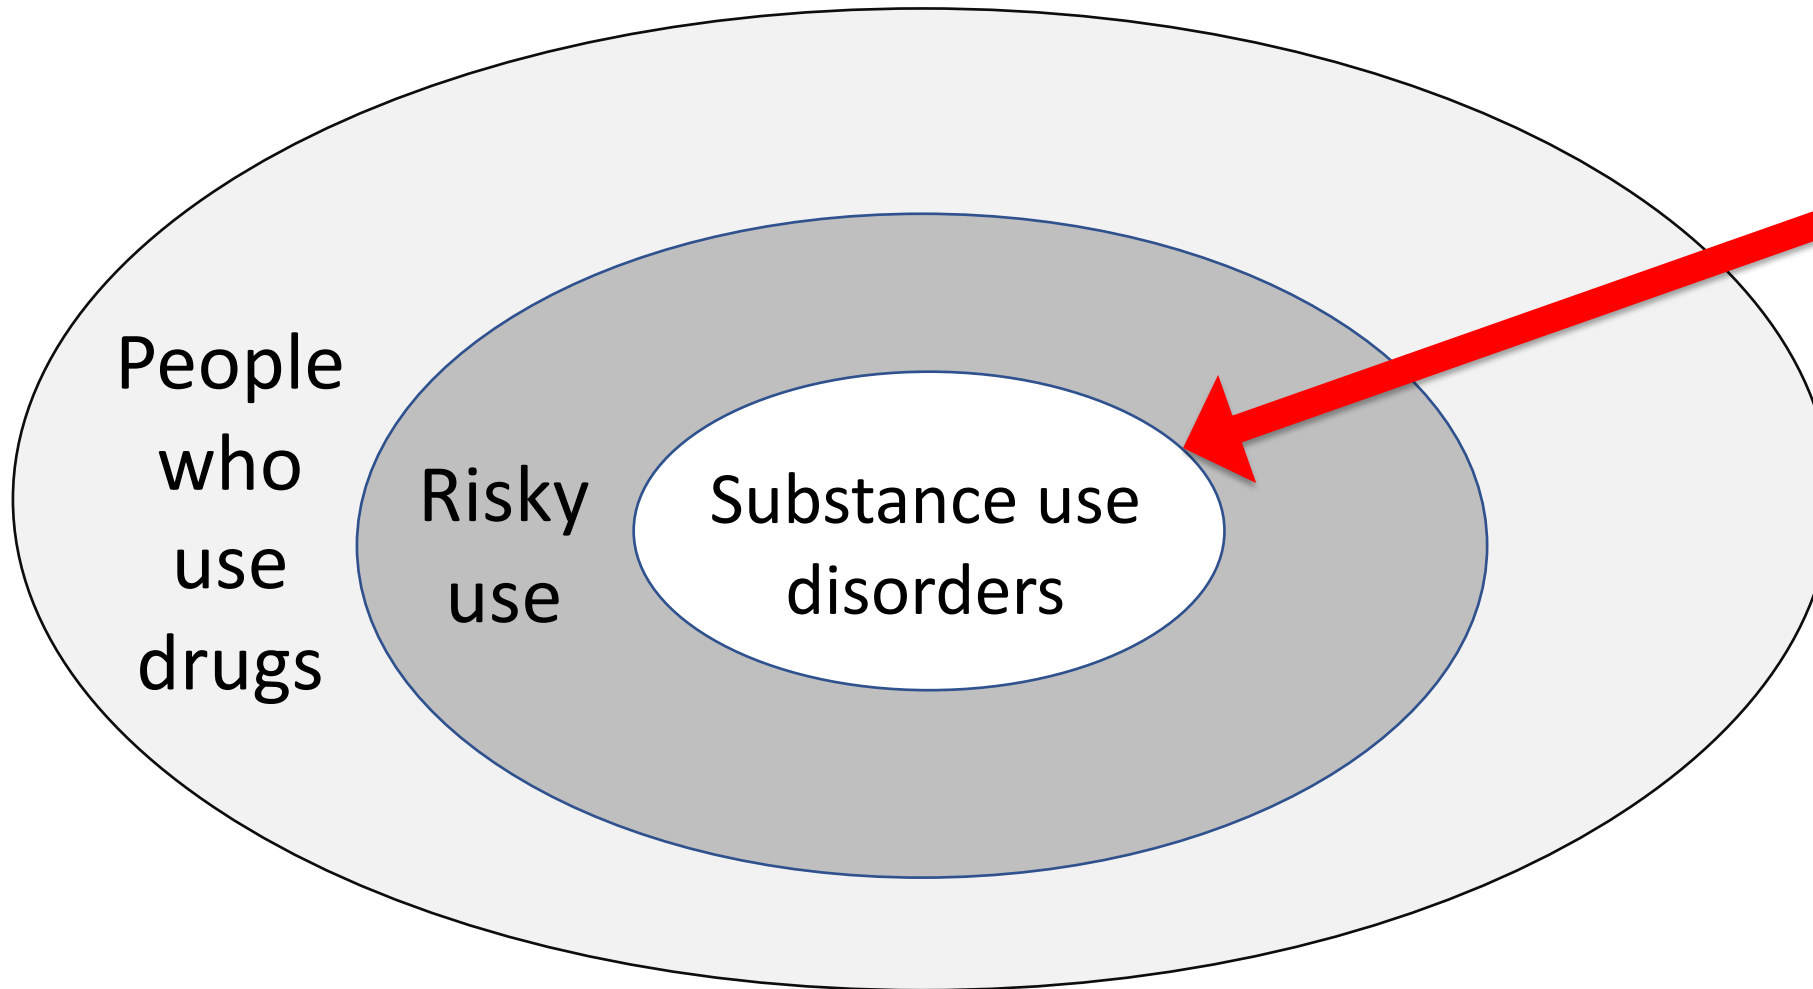 People
who
use
drugs
Risky
use
Substance use
disorders